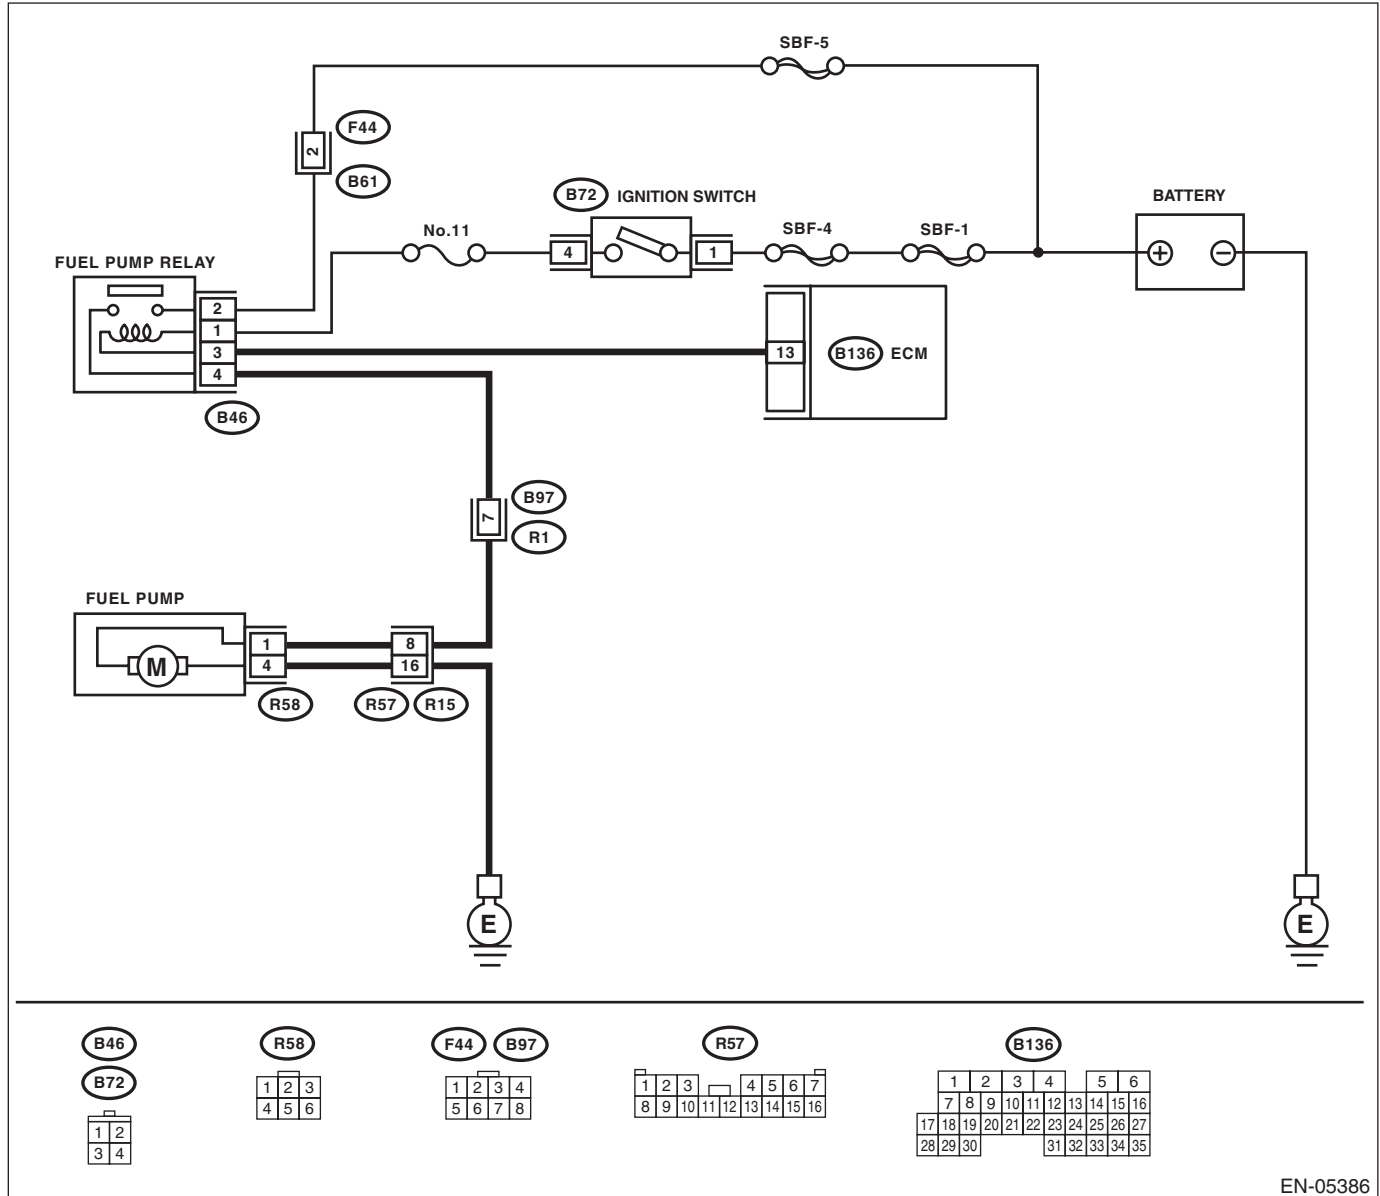 SBF-5
F44
2
B61
B72 IGNITION SWITCH
BATTERY
No.11
SBF-4
SBF-1
4
1
+
−
FUEL PUMP RELAY
2
1
3
4
13
B136 ECM
B46
B97
7
R1
FUEL PUMP
M
1
4
8
16
R58
R57
R15
E
E
B46
B72
1 2
3 4
R58
1 2 3
4 5 6
F44 B97
1 2 3 4
5 6 7 8
R57
1 2 3 4 5 6 7
8 9 10 11 12 13 14 15 16
B136
1 2 3 4 5 6
7 8 9 10 11 12 13 14 15 16
17 18 19 20 21 22 23 24 25 26 27
28 29 30 31 32 33 34 35
EN-05386